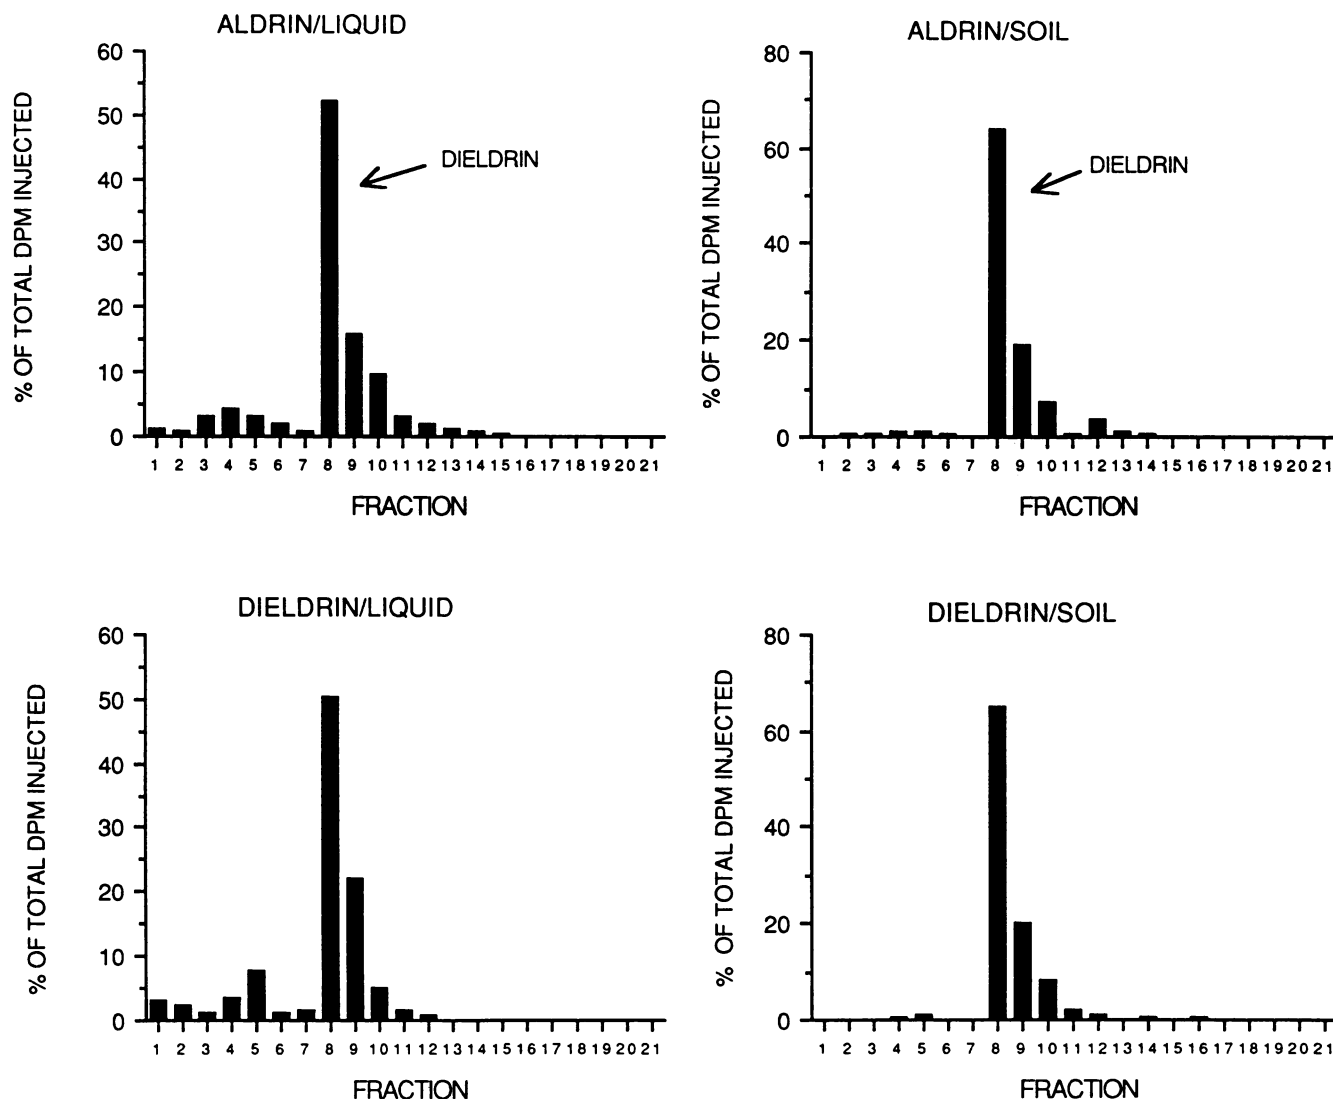 ALDRIN/LIQUID
% OF TOTAL DPM INJECTED
60
50
40
30
20
10
0
DIELDRIN
1 2 3 4 5 6 7 8 9 10 11 12 13 14 15 16 17 18 19 20 21
FRACTION
ALDRIN/SOIL
% OF TOTAL DPM INJECTED
80
60
40
20
0
DIELDRIN
1 2 3 4 5 6 7 8 9 10 11 12 13 14 15 16 17 18 19 20 21
FRACTION
DIELDRIN/LIQUID
% OF TOTAL DPM INJECTED
60
50
40
30
20
10
0
1 2 3 4 5 6 7 8 9 10 11 12 13 14 15 16 17 18 19 20 21
FRACTION
DIELDRIN/SOIL
% OF TOTAL DPM INJECTED
80
60
40
20
0
1 2 3 4 5 6 7 8 9 10 11 12 13 14 15 16 17 18 19 20 21
FRACTION